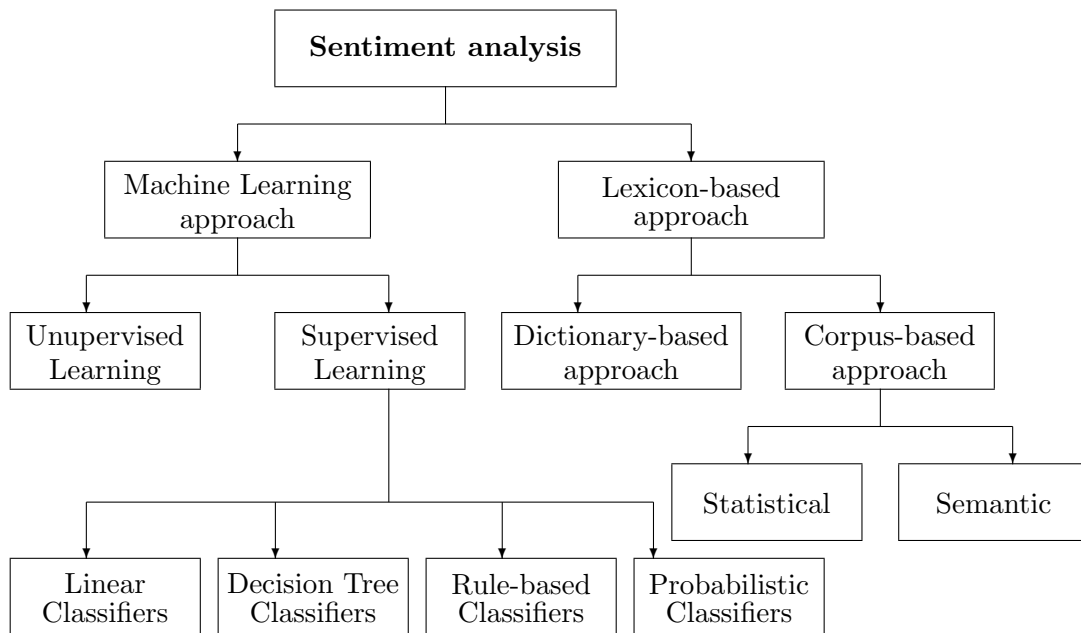 Sentiment analysis
Machine Learning
approach
Lexicon-based
approach
Unupervised
Learning
Supervised
Learning
Dictionary-based
approach
Corpus-based
approach
Statistical
Semantic
Linear
Classifiers
Decision Tree
Classifiers
Rule-based
Classifiers
Probabilistic
Classifiers